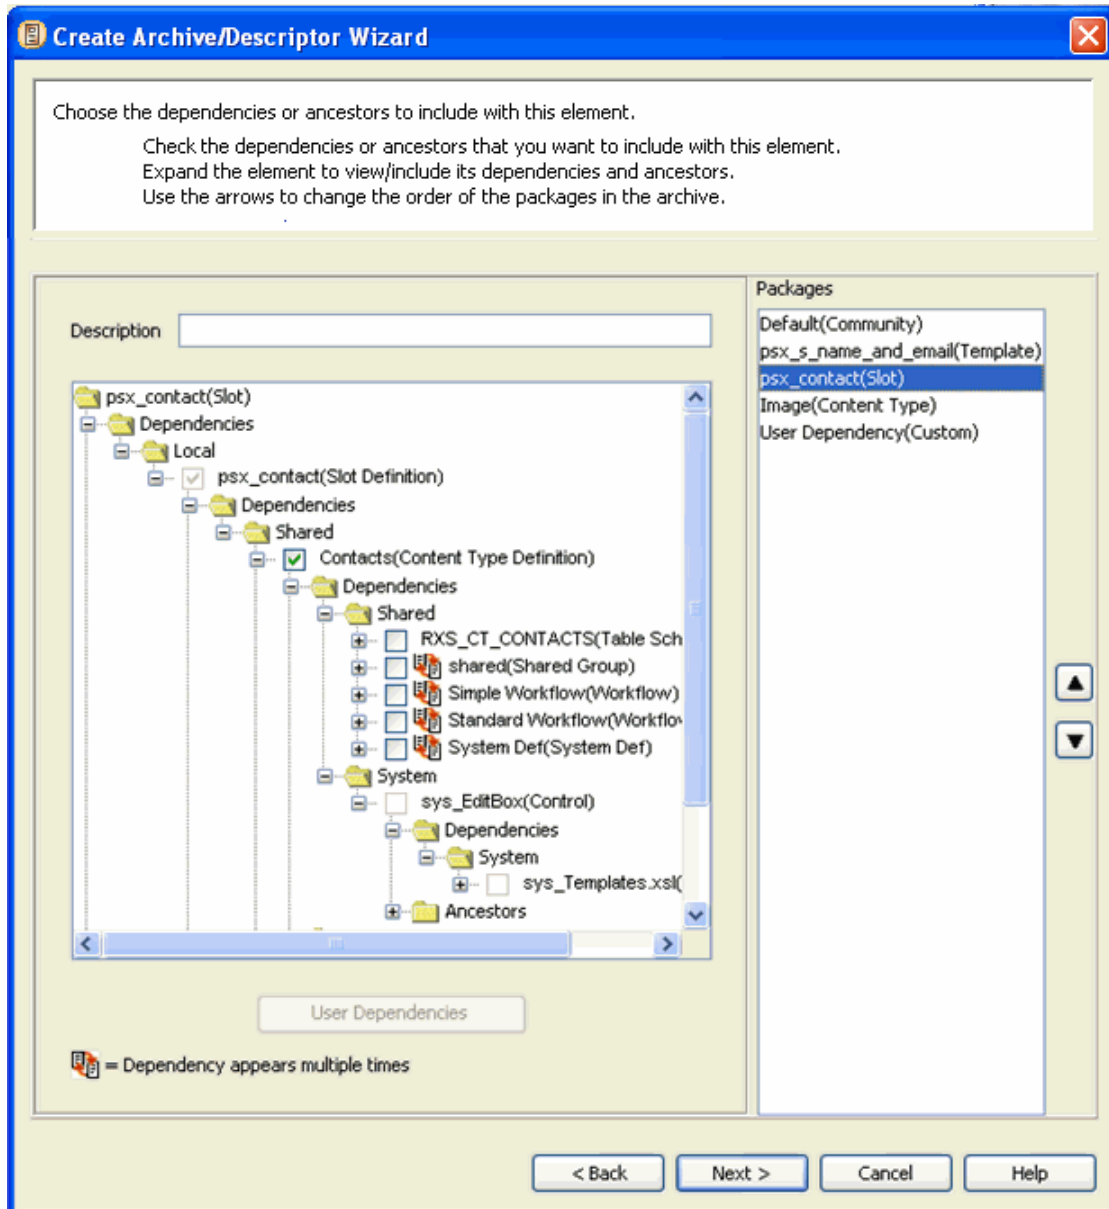 Create Archive/Descriptor Wizard
Choose the dependencies or ancestors to include with this element.
Check the dependencies or ancestors that you want to include with this element.
Expand the element to view/include its dependencies and ancestors.
Use the arrows to change the order of the packages in the archive.
Description
psx_contact(Slot)
Dependencies
Local
psx_contact(Slot Definition)
Dependencies
Shared
Contacts(Content Type Definition)
Dependencies
Shared
RXS_CT_CONTACTS(Table Sch
shared(Shared Group)
Simple Workflow(Workflow)
Standard Workflow(Workflo
System Def(System Def)
System
sys_EditBox(Control)
Dependencies
System
sys_Templates.xsl(
Ancestors
User Dependencies
= Dependency appears multiple times
Packages
Default(Community)
psx_s_name_and_email(Template)
psx_contact(Slot)
Image(Content Type)
User Dependency(Custom)
< Back
Next >
Cancel
Help